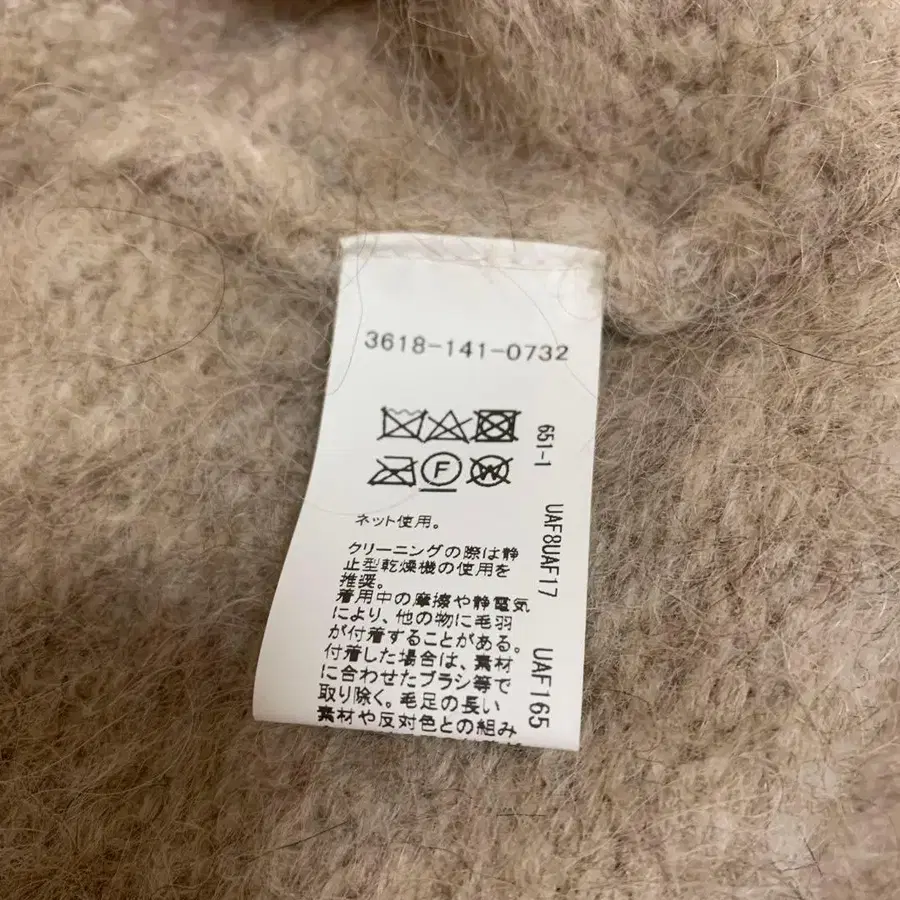 3618-141-0732
F
W
ネット使用。
クリーニングの際は静
止型乾燥機の使用を
推奨。
着用中の摩擦や静電気
により、他の物に毛羽
が付着することがある。
付着した場合は、素材
に合わせたブラシ等で
取り除く。毛足の長い
素材や反対色との組み
651-1
UAF8UAF17
UAF165